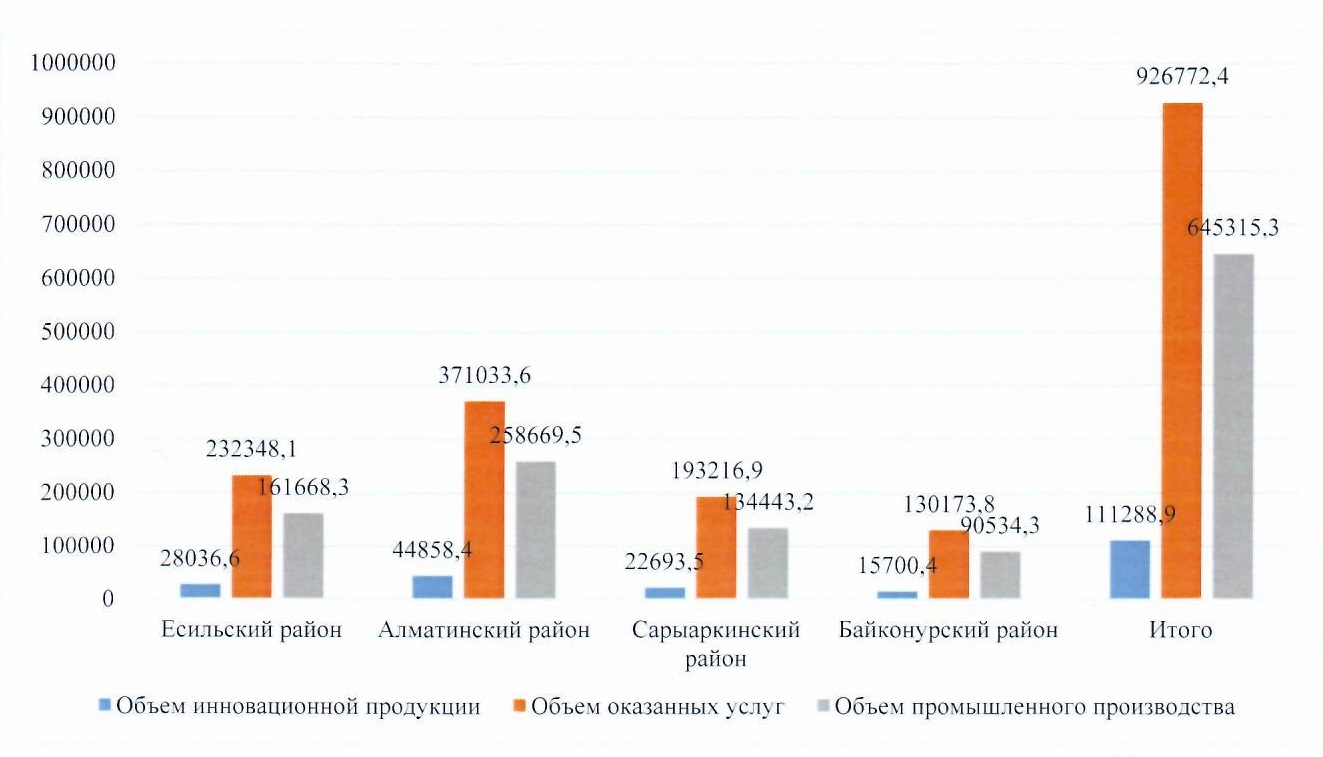 1000000
900000
800000
700000
600000
500000
400000
300000
200000
100000
0
28036,6
232348,1
161668,3
44858,4
371033,6
258669,5
22693,5
193216,9
134443,2
15700,4
130173,8
90534,3
111288,9
926772,4
645315,3
Есильский район
Алматинский район
Сарыаркинский
район
Байконурский район
Итого
Объем инновационной продукции
Объем оказанных услуг
Объем промышленного производства